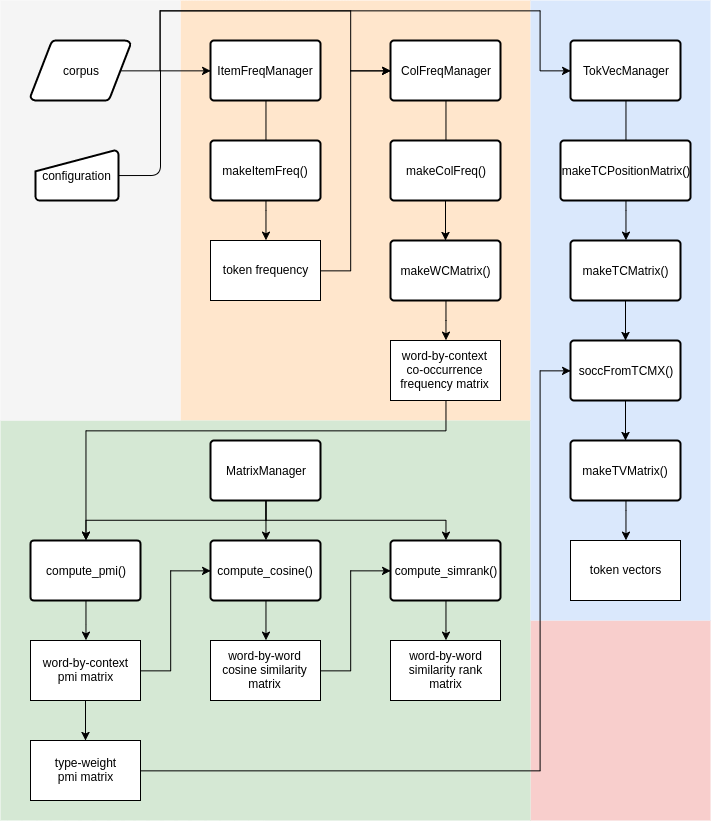 corpus
ItemFreqManager
ColFreqManager
TokVecManager
configuration
makeItemFreq()
makeColFreq()
makeTCPositionMatrix()
token frequency
makeWCMatrix()
makeTCMatrix()
word-by-context
co-occurrence
frequency matrix
soccFromTCMX()
MatrixManager
makeTVMatrix()
compute_pmi()
compute_cosine()
compute_simrank()
token vectors
word-by-context
pmi matrix
word-by-word
cosine similarity
matrix
word-by-word
similarity rank
matrix
type-weight
pmi matrix